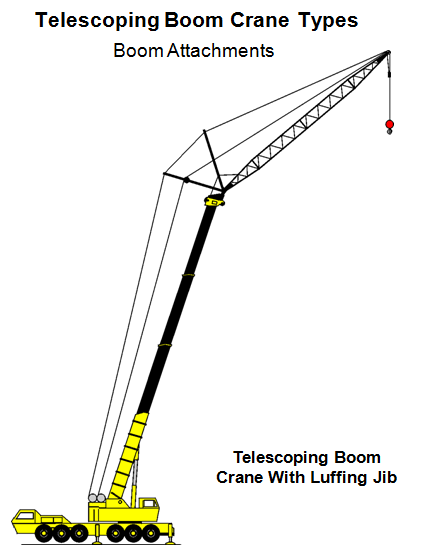 Telescoping Boom Crane Types
Boom Attachments
Telescoping Boom
Crane With Luffing Jib